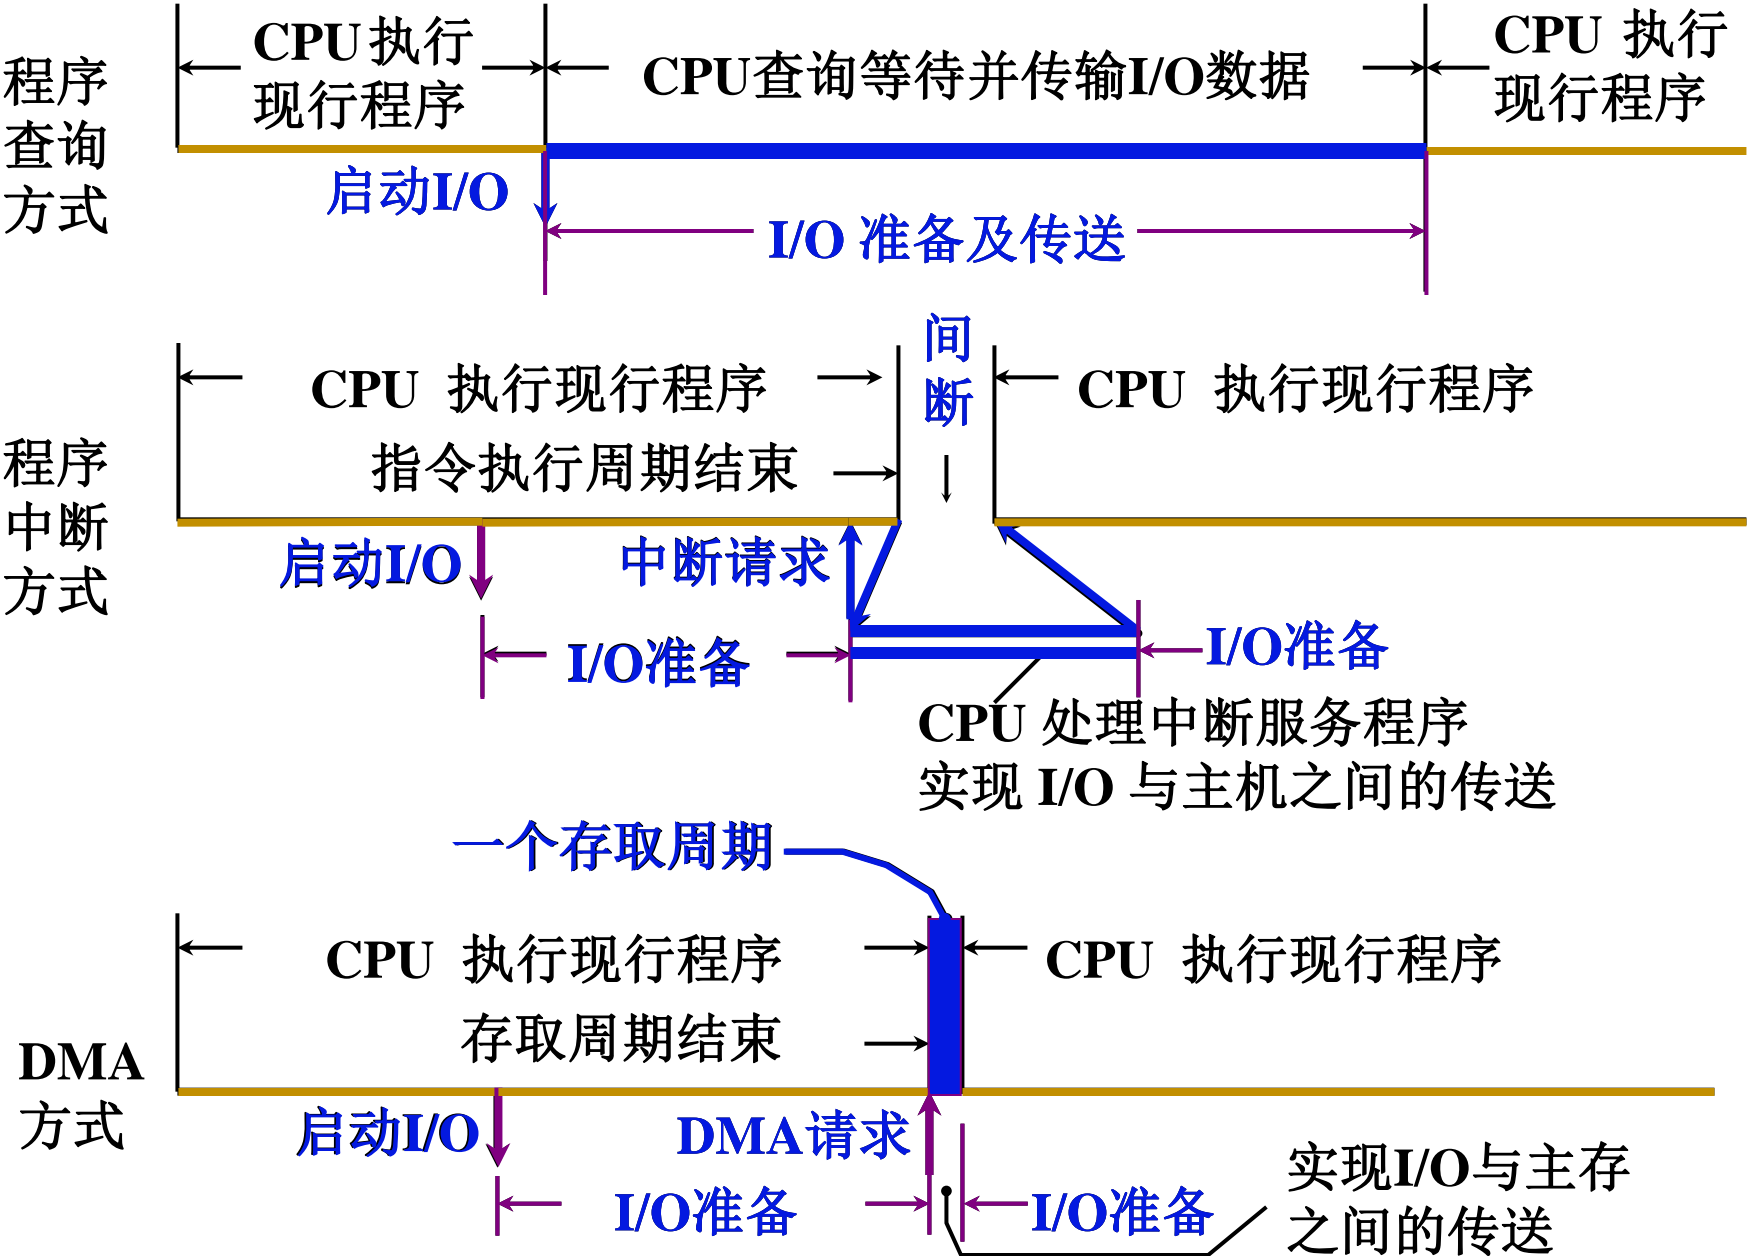 程序
查询
方式
CPU执行
现行程序
CPU查询等待并传输I/O数据
CPU 执行
现行程序
启动I/O
I/O 准备及传送
程序
中断
方式
CPU 执行现行程序
指令执行周期结束
间
断
CPU 执行现行程序
启动I/O
中断请求
I/O准备
I/O准备
CPU 处理中断服务程序
实现 I/O 与主机之间的传送
一个存取周期
DMA
方式
CPU 执行现行程序
存取周期结束
CPU 执行现行程序
启动I/O
DMA请求
I/O准备
I/O准备
实现I/O与主存
之间的传送